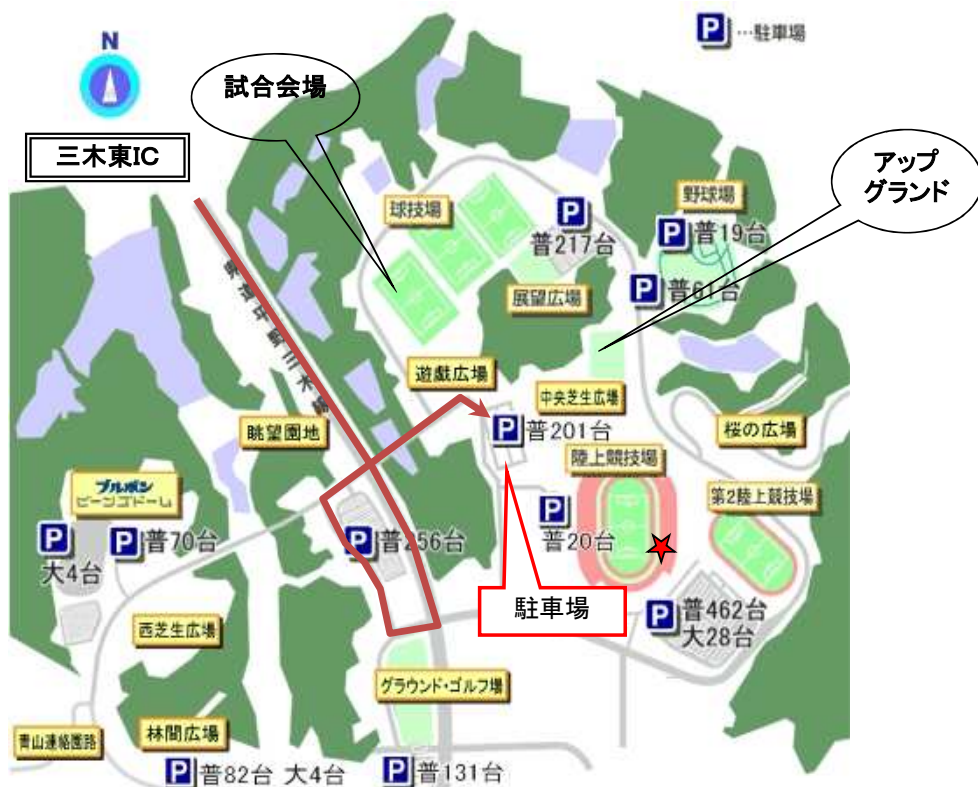 P…駐車場
N
試合会場
三木東IC
アップ
グランド
球技場
野球場
P
普217台
P普19台
P普61台
展望広場
遊戯広場
中央芝生広場
眺望園地
P普201台
桜の広場
陸上競技場
第2陸上競技場
ブルボン
ビーンズドーム
P
大4台
P普70台
P普256台
P
普20台
駐車場
P普462台
大28台
西芝生広場
グラウンド・ゴルフ場
青山連絡園路
林間広場
P普82台 大4台
P普131台